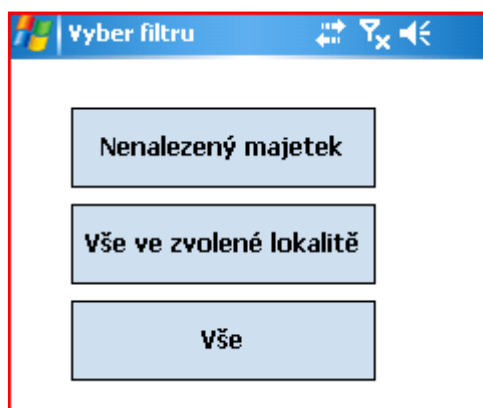 Vyber filtru
Nenalezený majetek
Vše ve zvolené lokalitě
Vše